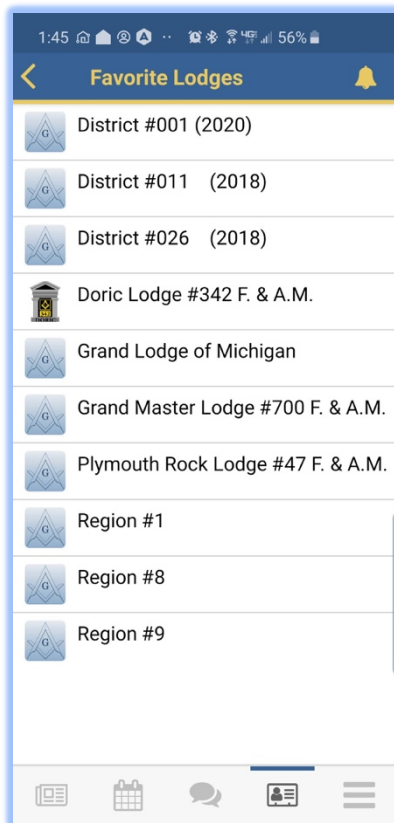 1:45 56%
Favorite Lodges
District #001 (2020)
District #011 (2018)
District #026 (2018)
Doric Lodge #342 F. & A.M.
Grand Lodge of Michigan
Grand Master Lodge #700 F. & A.M.
Plymouth Rock Lodge #47 F. & A.M.
Region #1
Region #8
Region #9